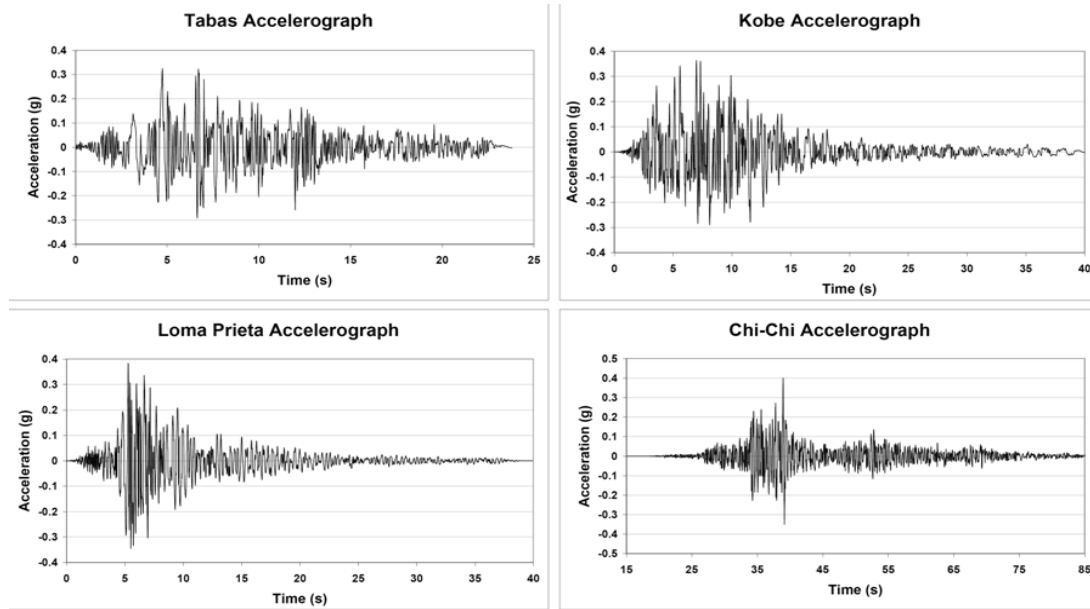 Tabas Accelerograph
Acceleration (g)
0.4
0.3
0.2
0.1
0
-0.1
-0.2
-0.3
-0.4
0 5 10 15 20 25
Time (s)
Kobe Accelerograph
Acceleration (g)
0.4
0.3
0.2
0.1
0
-0.1
-0.2
-0.3
-0.4
0 5 10 15 20 25 30 35 40
Time (s)
Loma Prieta Accelerograph
Acceleration (g)
0.4
0.3
0.2
0.1
0
-0.1
-0.2
-0.3
-0.4
0 5 10 15 20 25 30 35 40
Time (s)
Chi-Chi Accelerograph
Acceleration (g)
0.5
0.4
0.3
0.2
0.1
0
-0.1
-0.2
-0.3
-0.4
-0.5
15 25 35 45 55 65 75 85
Time (s)